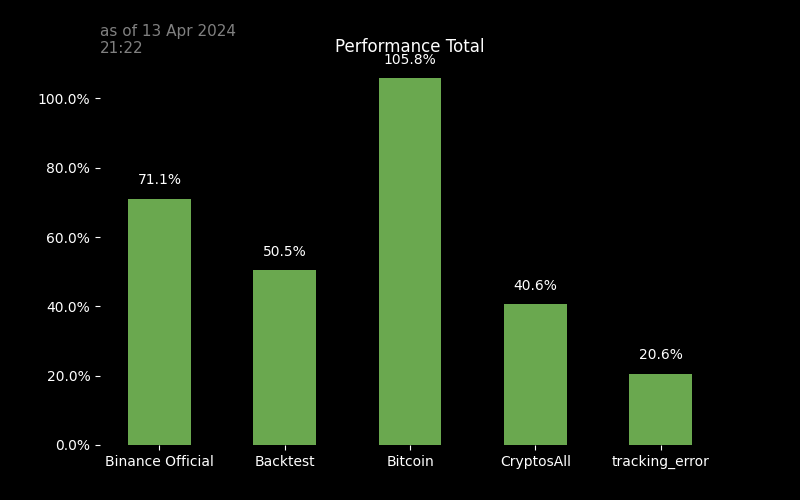 as of 13 Apr 2024
21:22
Performance Total
105.8%
100.0%
80.0%
71.1%
60.0%
50.5%
40.0%
40.6%
20.0%
20.6%
0.0%
Binance Official
Backtest
Bitcoin
CryptosAll
tracking_error